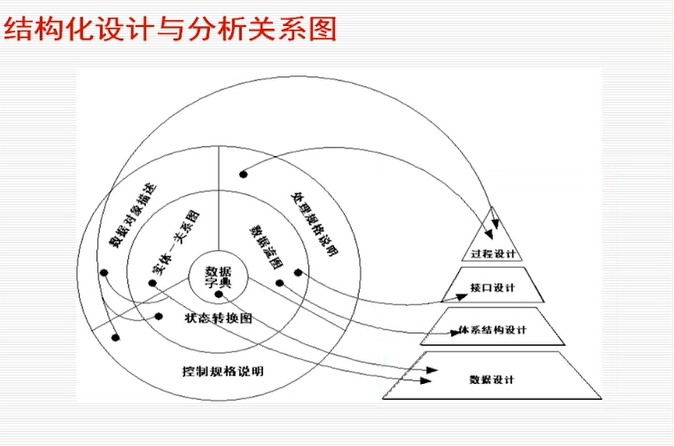 结构化设计与分析关系图
数据对象描述
实体－关系图
数据
字典
数据流图
处理规格说明
状态转换图
控制规格说明
过程设计
接口设计
体系结构设计
数据设计